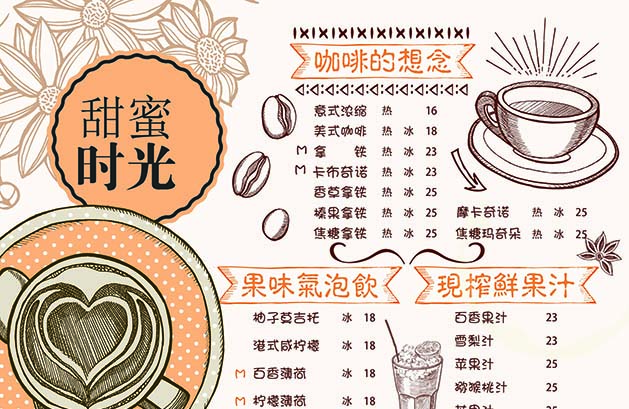 甜蜜
时光
咖啡的想念
意式浓缩 热 16
美式咖啡 热 冰 18
M 拿 铁 热 冰 23
M 卡布奇诺 热 冰 23
香草拿铁 热 冰 25
榛果拿铁 热 冰 25
焦糖拿铁 热 冰 25
摩卡奇诺 热 冰 25
焦糖玛奇朵 热 冰 25
果味氣泡飲
柚子莫吉托 冰 18
港式咸柠檬 冰 18
M 百香薄荷 冰 18
M 柠檬薄荷 冰 18
現榨鮮果汁
百香果汁 23
雪梨汁 23
苹果汁 25
猕猴桃汁 25